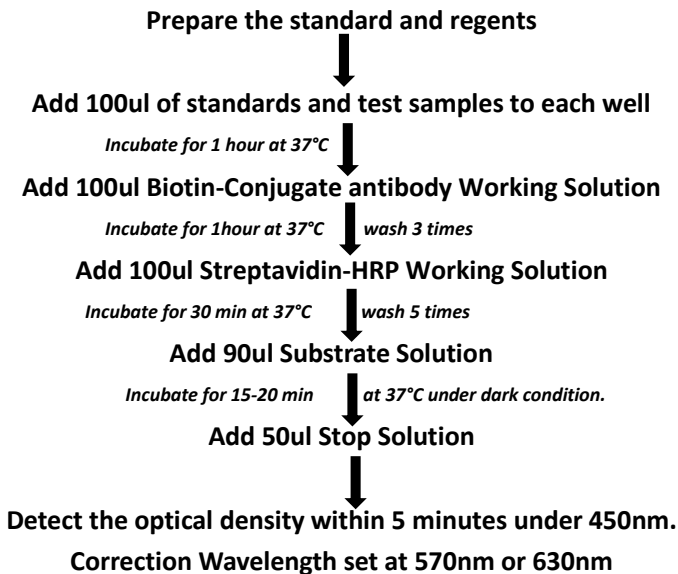 Prepare the standard and regents
Add 100ul of standards and test samples to each well
Incubate for 1 hour at 37°C
Add 100ul Biotin-Conjugate antibody Working Solution
Incubate for 1hour at 37°C wash 3 times
Add 100ul Streptavidin-HRP Working Solution
Incubate for 30 min at 37°C wash 5 times
Add 90ul Substrate Solution
Incubate for 15-20 min at 37°C under dark condition.
Add 50ul Stop Solution
Detect the optical density within 5 minutes under 450nm.
Correction Wavelength set at 570nm or 630nm